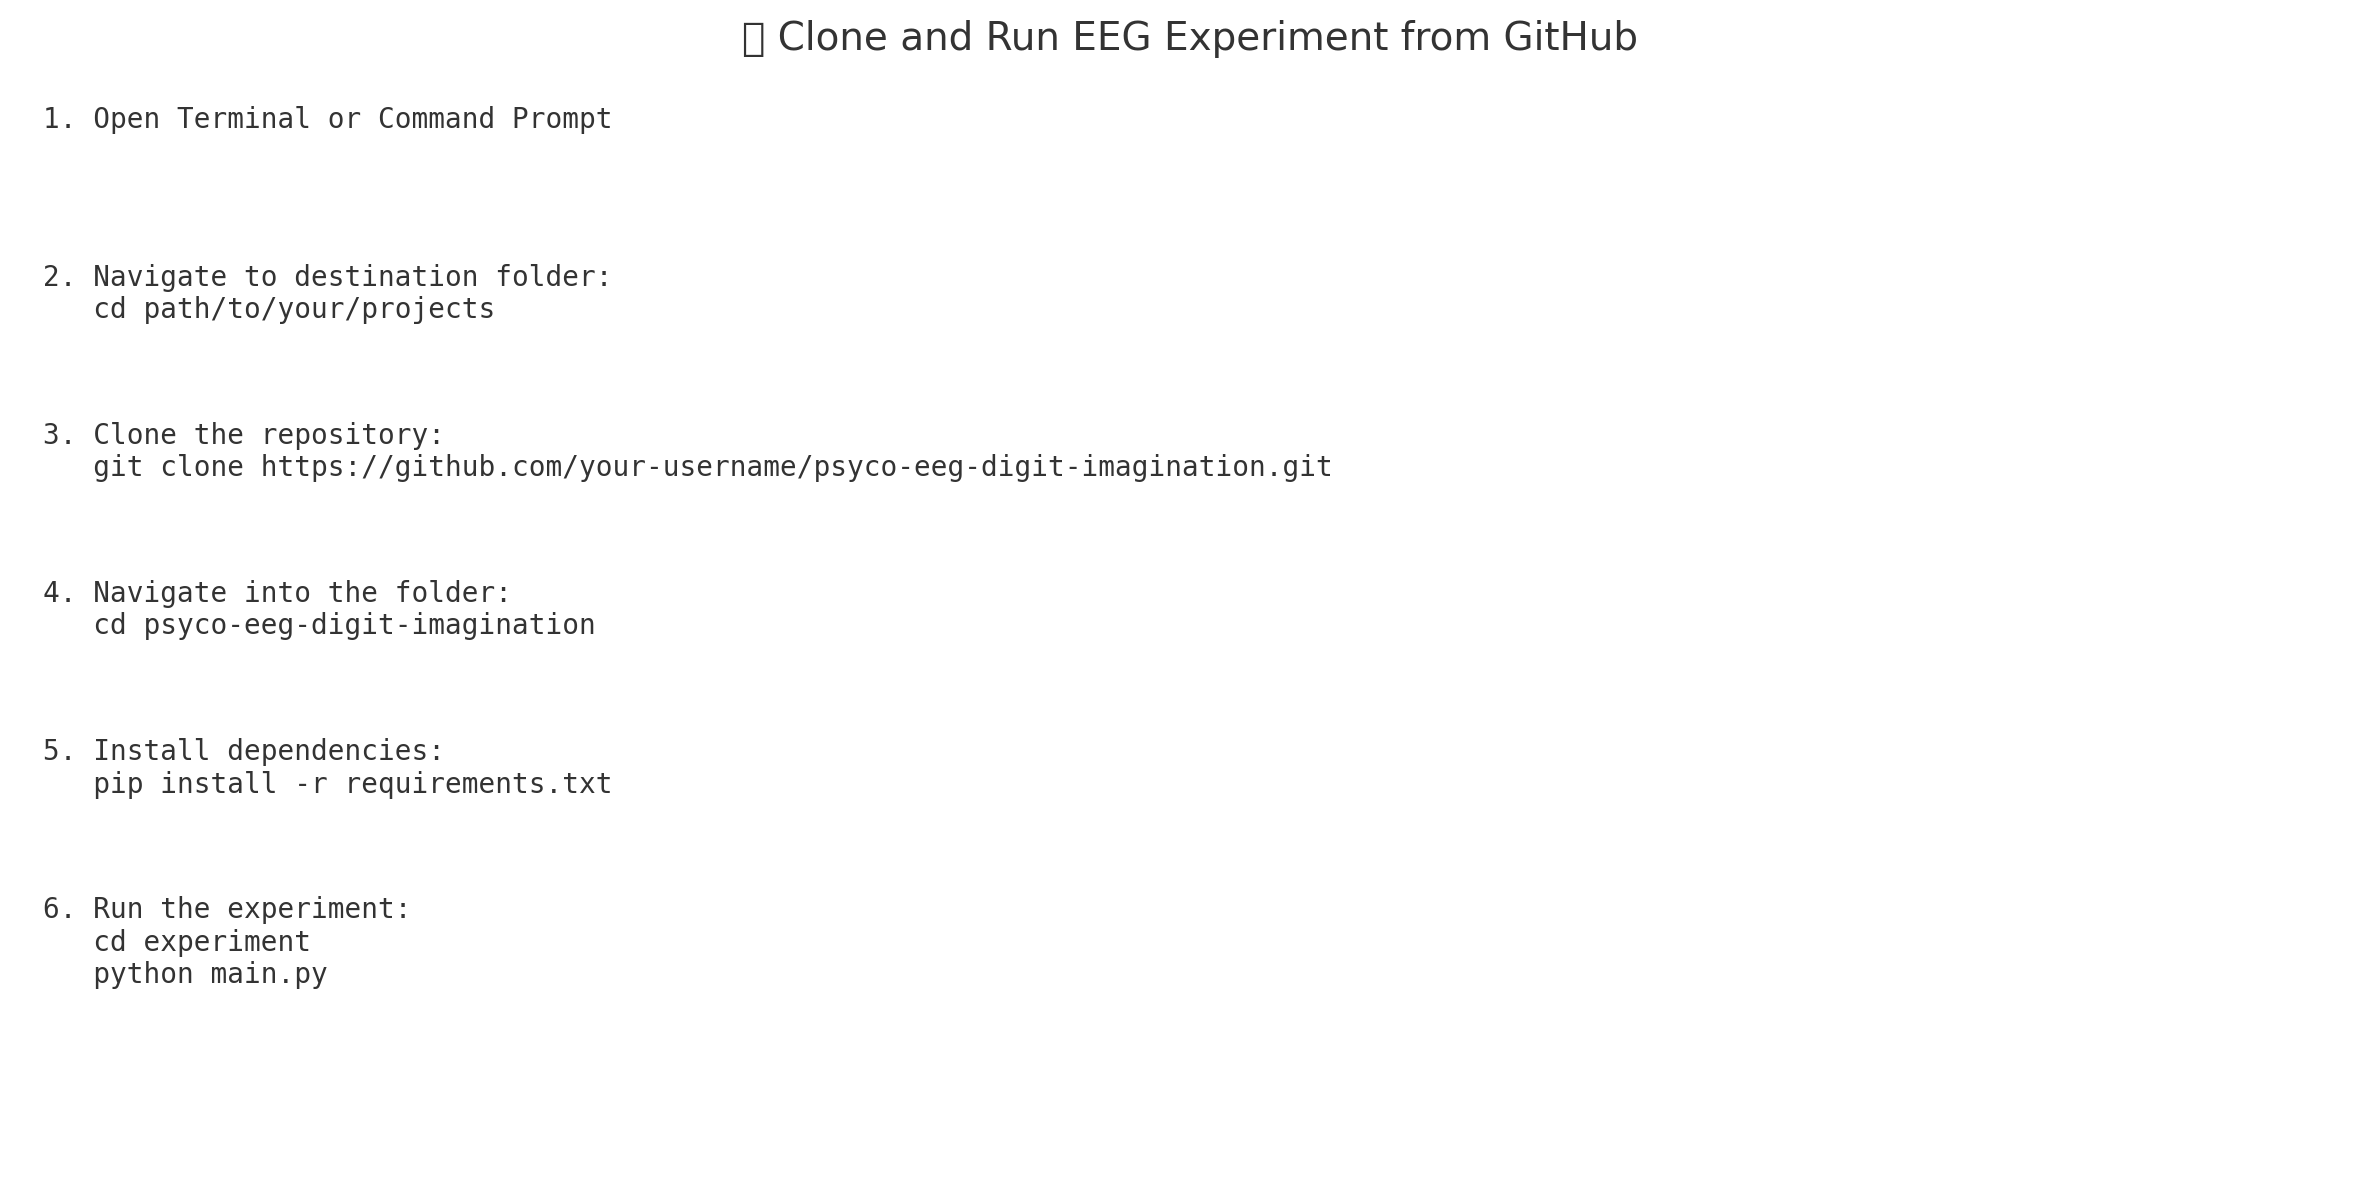 Clone and Run EEG Experiment from GitHub
1. Open Terminal or Command Prompt
2. Navigate to destination folder:
cd path/to/your/projects
3. Clone the repository:
git clone https://github.com/your-username/psyco-eeg-digit-imagination.git
4. Navigate into the folder:
cd psyco-eeg-digit-imagination
5. Install dependencies:
pip install -r requirements.txt
6. Run the experiment:
cd experiment
python main.py